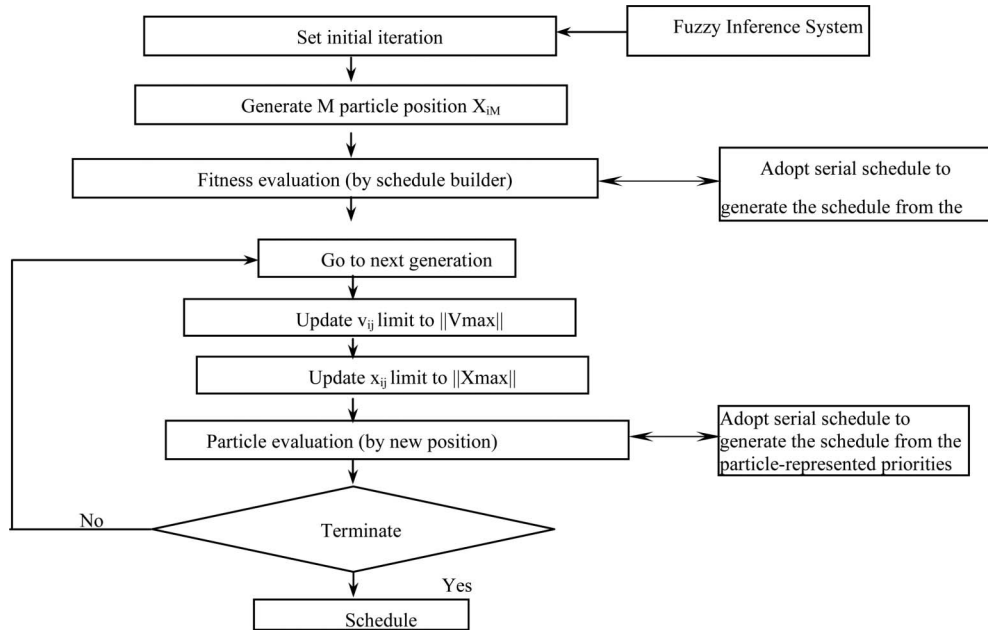 Set initial iteration
Fuzzy Inference System
Generate M particle position XiM
Fitness evaluation (by schedule builder)
Adopt serial schedule to
generate the schedule from the
Go to next generation
Update vij limit to ||Vmax||
Update xij limit to ||Xmax||
Particle evaluation (by new position)
Adopt serial schedule to
generate the schedule from the
particle-represented priorities
No
Terminate
Yes
Schedule